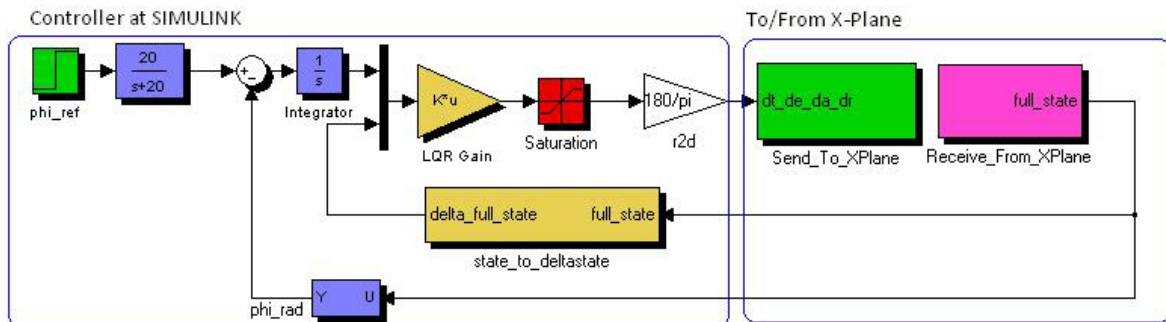 Controller at SIMULINK
To/From X-Plane
phi_ref
20
s+20
+
-
1
s
Integrator
K*u
LQR Gain
Saturation
180/pi
r2d
dt_de_da_dr
Send_To_XPlane
full_state
Receive_From_XPlane
delta_full_state
full_state
state_to_deltastate
phi_rad
Y
U